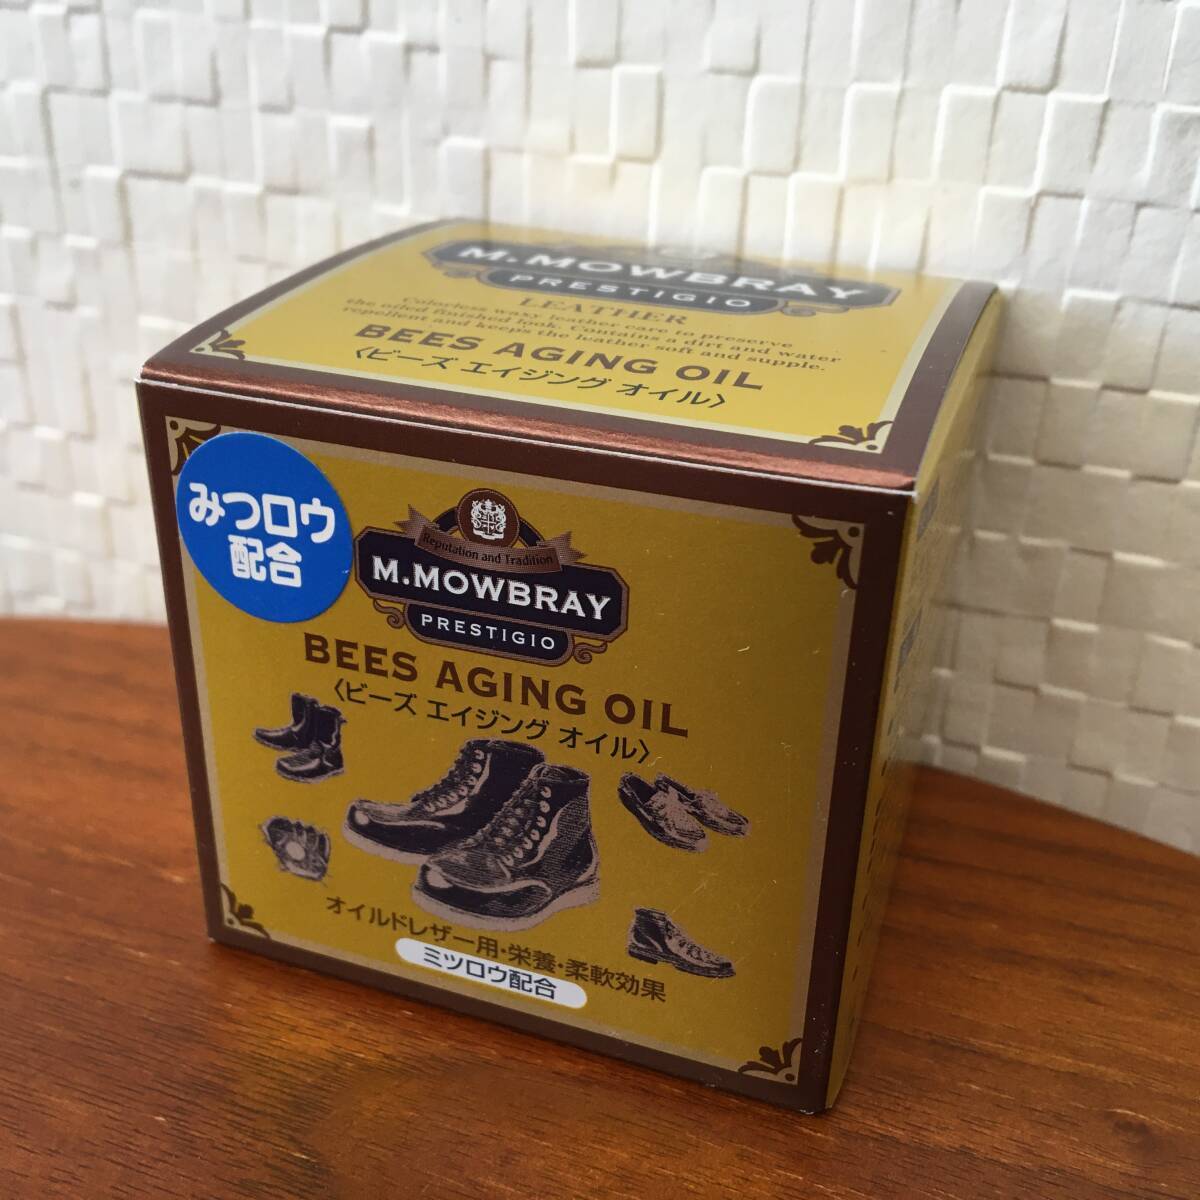 M.MOWBRAY
PRESTIGIO
LEATHER
Colorless waxy leather care to preserve
the oiled finished look. Contains a dirt and water
repellent and keeps the leather soft and supple.
BEES AGING OIL
〈ビーズ エイジング オイル〉
みつロウ
配合
Reputation and Tradition
M.MOWBRAY
PRESTIGIO
BEES AGING OIL
〈ビーズ エイジング オイル〉
オイルドレザー用・栄養・柔軟効果
ミツロウ配合